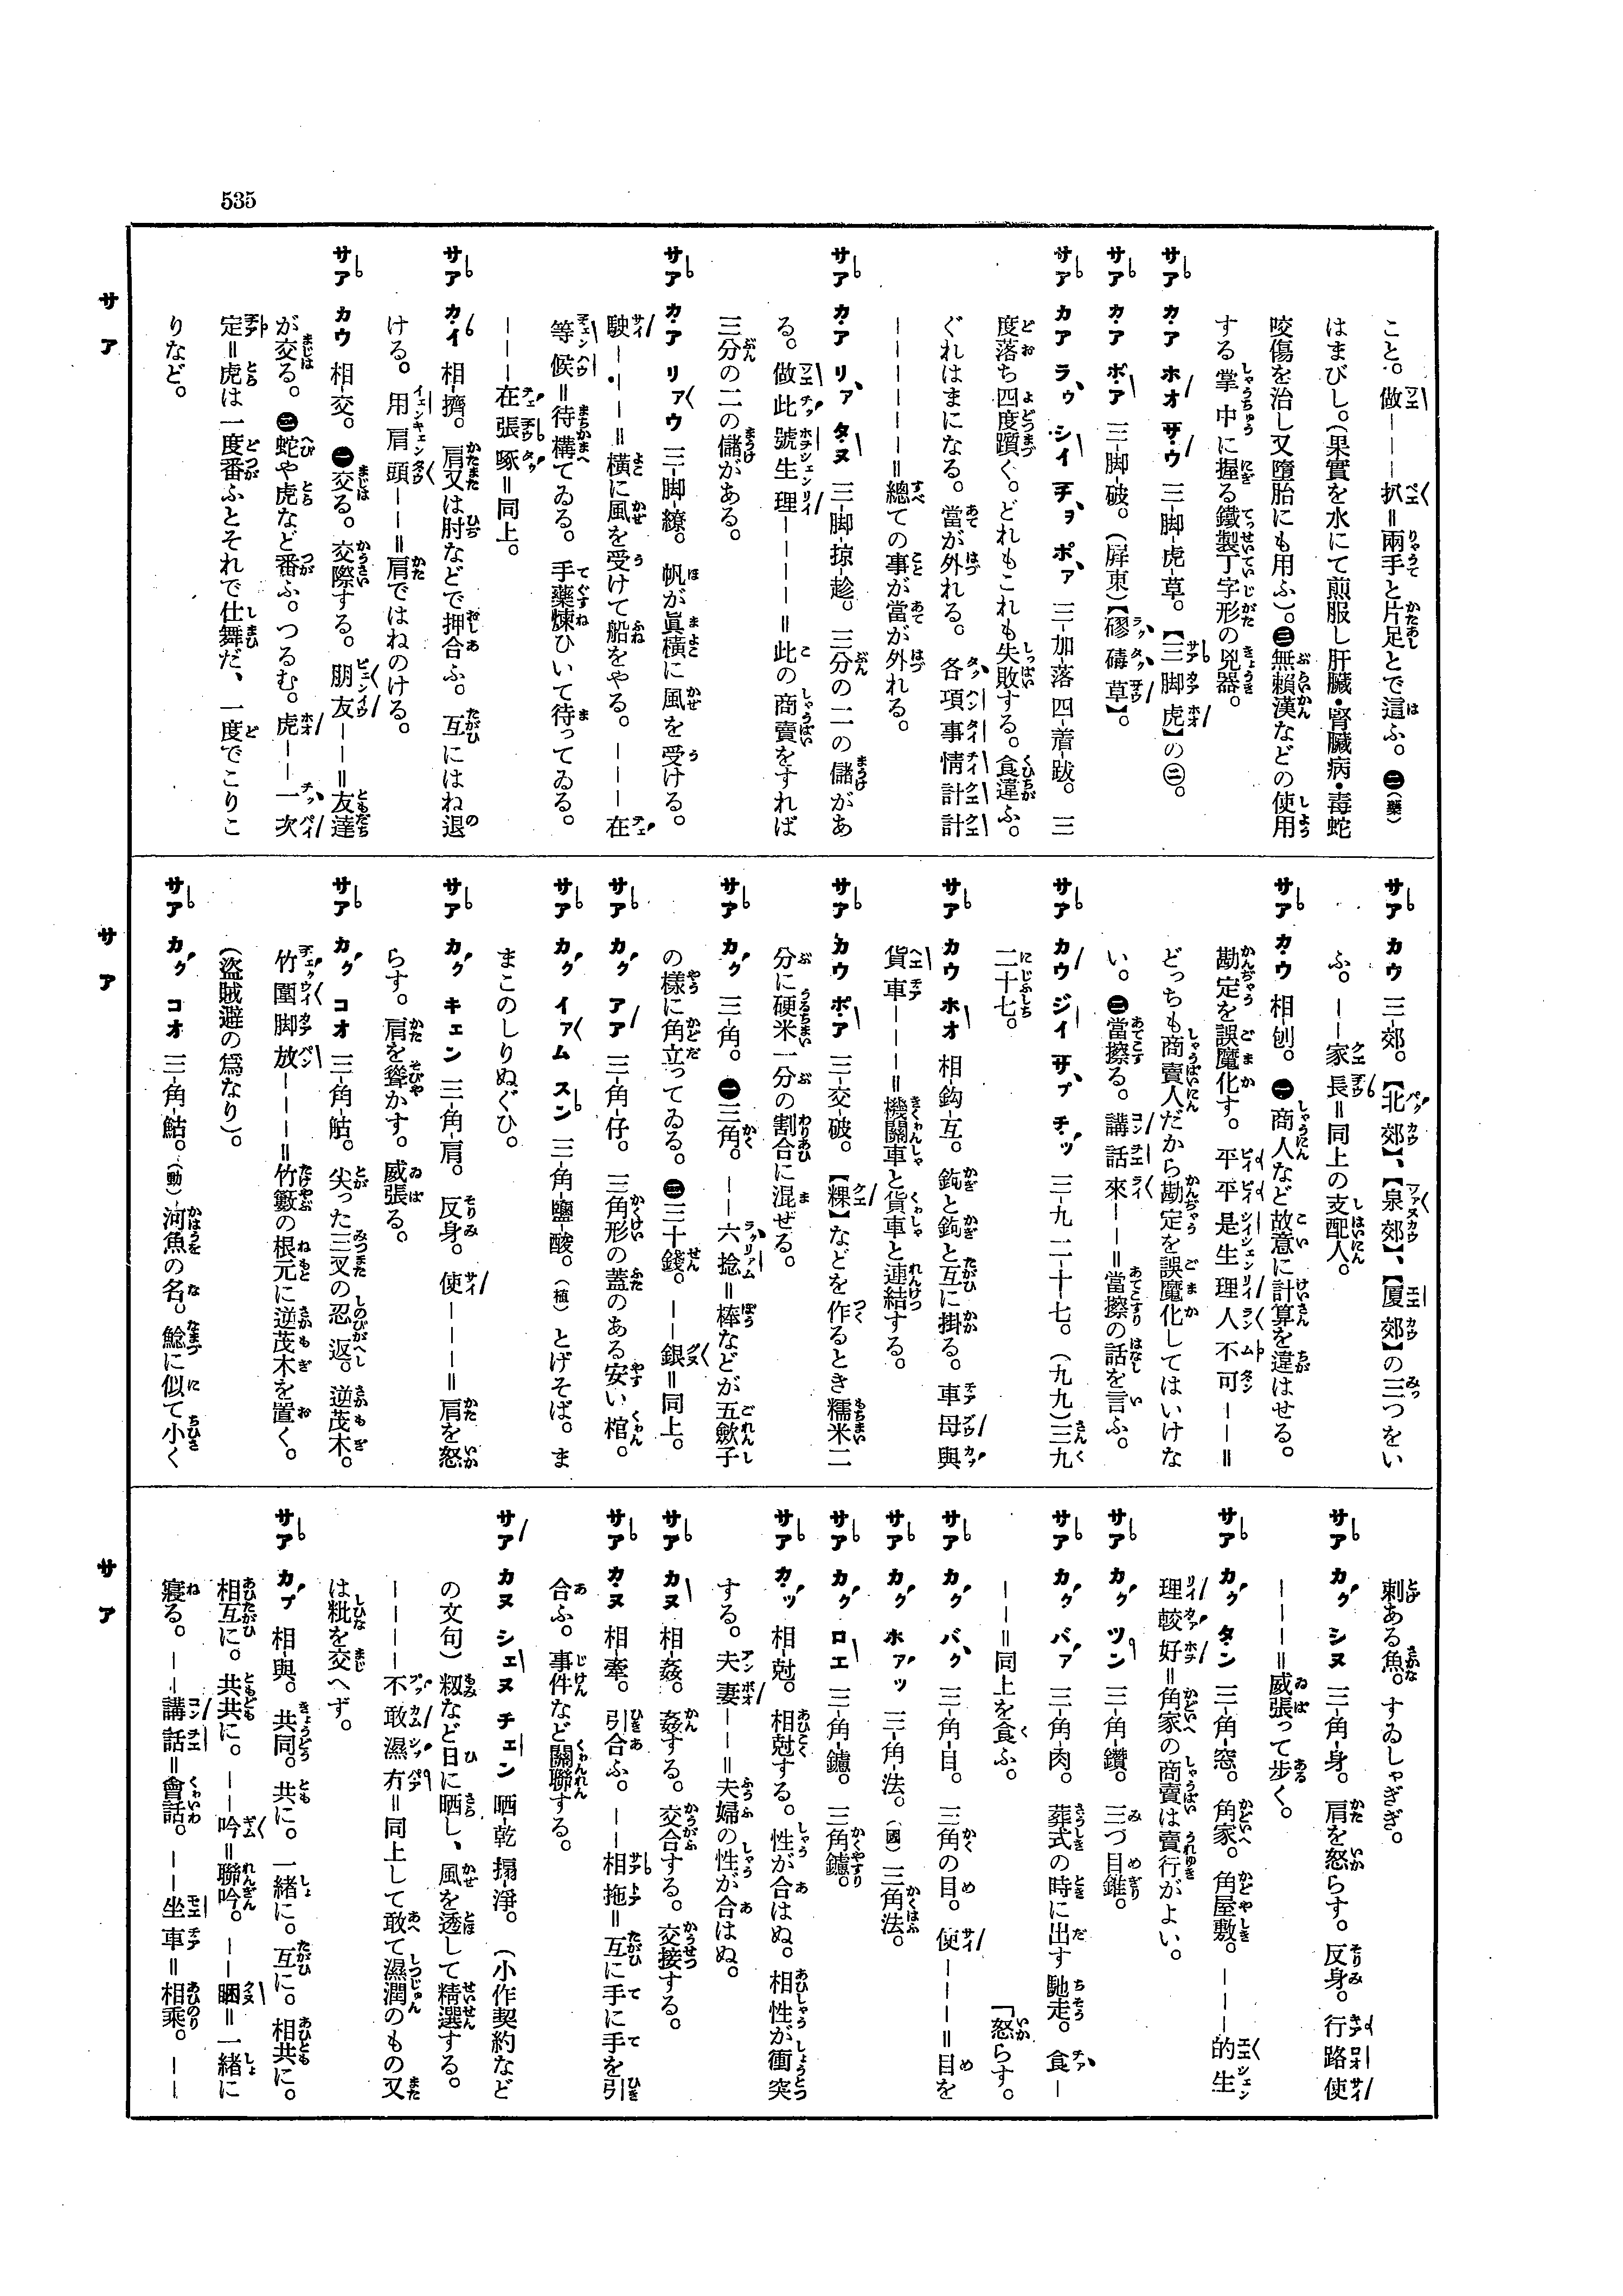 535
こと。做｜｜｜扒＝兩手と片足とで這ふ。㊁（藥）
はまびし。（果實を水にて煎服し肝臟・腎臟病・毒蛇
咬傷を治し又墮胎にも用ふ）。㊂無賴漢などの使用
する掌中に握る鐵製丁字形の兇器。
サア カ・ア ホオ サ・ウ 三-脚-虎-草。【三脚虎】の㊁。
サア カ・ア ポ・ア 三-脚-破。（屏東）【磟碡草】。
サア カア ラゥ シイ チヲ ポア 三-加-落 四-着-跋。 三
度落ち四度躓く。どれもこれも失敗する。食違ふ。
ぐれはまになる。當が外れる。 各項事情計計
｜｜｜｜｜｜＝總ての事が當が外れる。
サア カ・ア リァ タ・ヌ 三-脚-掠-趁。 三分の二の儲があ
る。做此號生理｜｜｜｜＝此の商賣をすれば
三分の二の儲がある。
サア カ・ア リァウ 三-脚-繚。 帆が眞橫に風を受ける。
駛｜・｜｜＝橫に風を受けて船をやる。｜｜｜在
等候＝待構てゐる。手藥煉ひいて待ってゐる。
｜｜｜在張啄＝同上。
サア カ・イ 相-擠。 肩又は肘などで押合ふ。互にはね退
ける。用肩頭｜｜＝肩ではねのける。
サア カウ 相-交。 ㊀交る。交際する。朋友｜｜＝友達
が交る。㊁蛇や虎など番ふ。つるむ。虎｜｜一次
定＝虎は一度番ふとそれで仕舞だ、一度でこりこ
りなど。
サア カウ 三-郊。【北郊】、【泉郊】、【厦郊】の三つをい
ふ。｜｜家長＝同上の支配人。
サア カ・ウ 相-刨。 ㊀商人など故意に計算を違はせる。
勘定を誤魔化す。平平是生理人不可｜｜＝
どっちも商賣人だから勘定を誤魔化してはいけな
い。㊁當擦る。講話來｜｜＝當擦の話を言ふ。
サア カウ ジイ サ・プ チ・ッ 三-九 二-十-七。（九九）三九
二十七。
サア カウ ホオ 相-鈎-互。 鈎と鈎と互に掛る。車母與
貨車｜｜｜＝機關車と貨車と連結する。
サア カウ ポ・ア 三-交-破。【粿】などを作るとき糯米二
分に硬米一分の割合に混ぜる。
サア カク 三-角。 ㊀三角。｜｜六捻＝棒などが五歛子
の樣に角立ってゐる。㊁三十錢。｜｜銀＝同上。
サア カク アア 三-角-仔。 三角形の蓋のある安い棺。
サア カク イアム スン 三-角-鹽-酸。（植）とげそば。ま
まこのしりぬぐひ。
サア カク キェン 三-角-肩。 反身。使｜｜｜＝肩を怒
らす。肩を聳かす。威張る。
サア カク コオ 三-角-鮕。 尖った三叉の忍返。逆茂木。
竹圍脚放｜｜｜＝竹籔の根元に逆茂木を置く。
（盜賊避の爲なり）。
サア カク コオ 三-角-鮕。（動）河魚の名。鯰に似て小く
刺ある魚。すゐしゃぎぎ。
サア カク シヌ 三-角-身。 肩を怒らす。反身。行路使
｜｜｜＝威張って步く。
サア カク タ・ン 三-角-窓。 角家。角屋敷。｜｜｜的生
理較好＝角家の商賣は賣行がよい。
サア カク ツン 三-角-鑽。 三づ目錐。
サア カク バア 三-角-肉。 葬式の時に出す馳走。食｜
｜｜＝同上を食ふ。
サア カク バク 三-角-目。 三角の目。使｜｜｜＝目を
「怒らす。
サア カク ホアッ 三-角-法。（國）三角法。
サア カク ロエ 三-角-鑢。 三角鑢。
サア カ・ッ 相-尅。 相尅する。性が合はぬ。相性が衝突
する。夫妻｜｜＝夫婦の性が合はぬ。
サア カヌ 相-姦。 姦する。交合する。交接する。
サア カ・ヌ 相-牽。 引合ふ。｜｜相拖＝互に手に手を引
合ふ。事件など關聯する。
サア カヌ シェヌ チェン 晒-乾 搧-淨。（小作契約など
の文句）籾など日に晒し、風を透して精選する。
｜｜｜｜不敢濕冇＝同上して敢て濕潤のもの又
は粃を交へず。
サア カプ 相-與。 共同。共に。一緒に。互に。相共に。
相互に。共共に。｜｜吟＝聯吟。｜｜睏＝一緒に
寢る。｜｜講話＝會話。｜｜坐車＝相乘。｜｜
サ ア
サ ア
サ ア